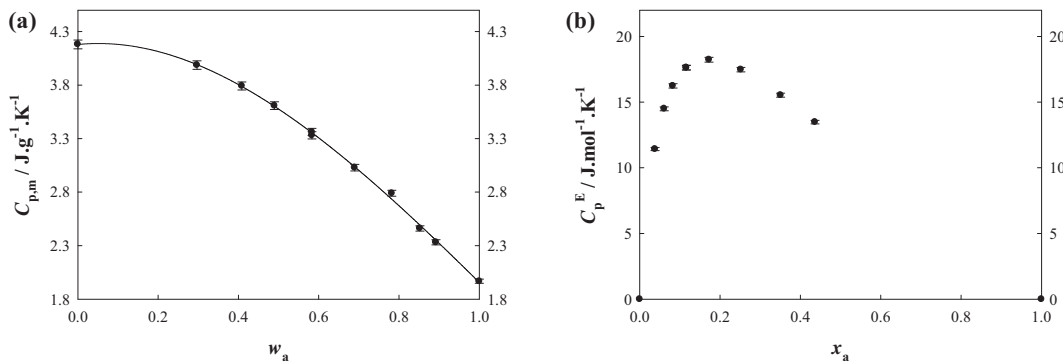 (a)
4.3
3.8
3.3
2.8
2.3
1.8
C_{p,m} / J.g^{-1}.K^{-1}
4.3
3.8
3.3
2.8
2.3
1.8
0.0 0.2 0.4 0.6 0.8 1.0
w_a
(b)
20
15
10
5
0
C_p^E / J.mol^{-1}.K^{-1}
20
15
10
5
0
0.0 0.2 0.4 0.6 0.8 1.0
x_a